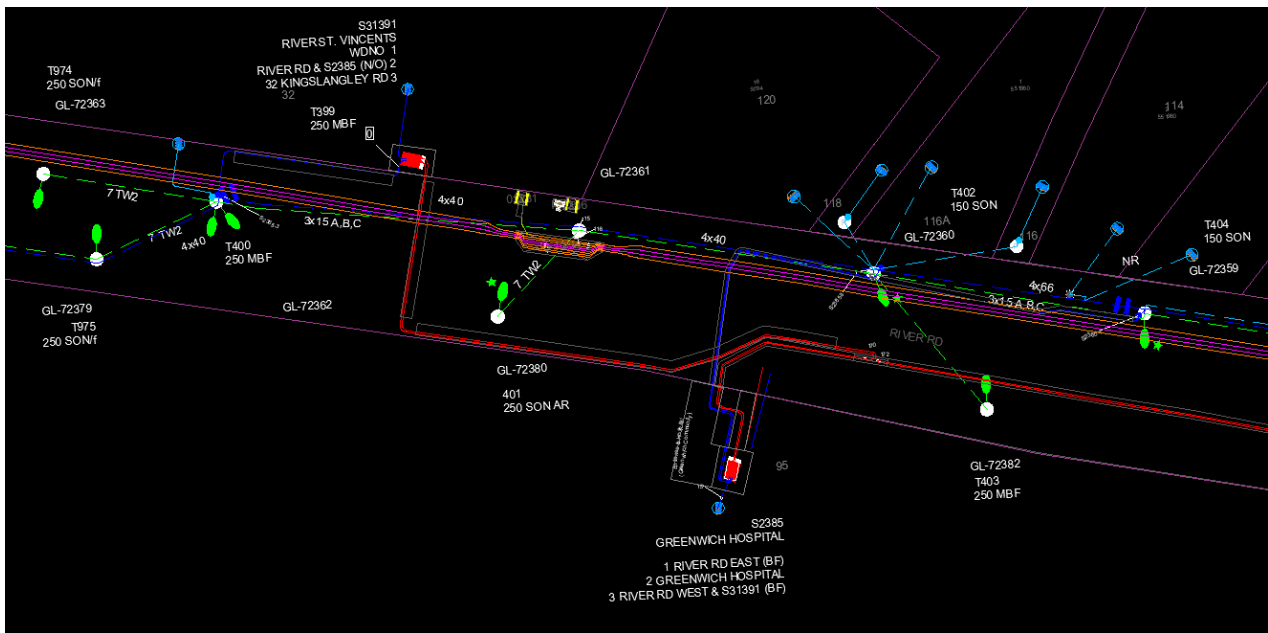 S31391
RIVER ST. VINCENTS
WDNO 1
RIVER RD & S2385 (N/O) 2
32 KINGSLANGLEY RD 3
32
T974
250 SON/f
GL-72363
T399
250 MBF
0
120
114
GL-72361
7 TW2
4x40
3x15 A,B,C
118
T402
150 SON
116A
GL-72360
T404
150 SON
GL-72359
7 TW2
4x40
T400
250 MBF
4x40
116
NR
4x66
3x15 A,B,C
7 TW2
GL-72379
T975
250 SON/f
GL-72362
RIVER RD
GL-72380
401
250 SON AR
95
GL-72382
T403
250 MBF
S2385
GREENWICH HOSPITAL
1 RIVER RD EAST (BF)
2 GREENWICH HOSPITAL
3 RIVER RD WEST & S31391 (BF)